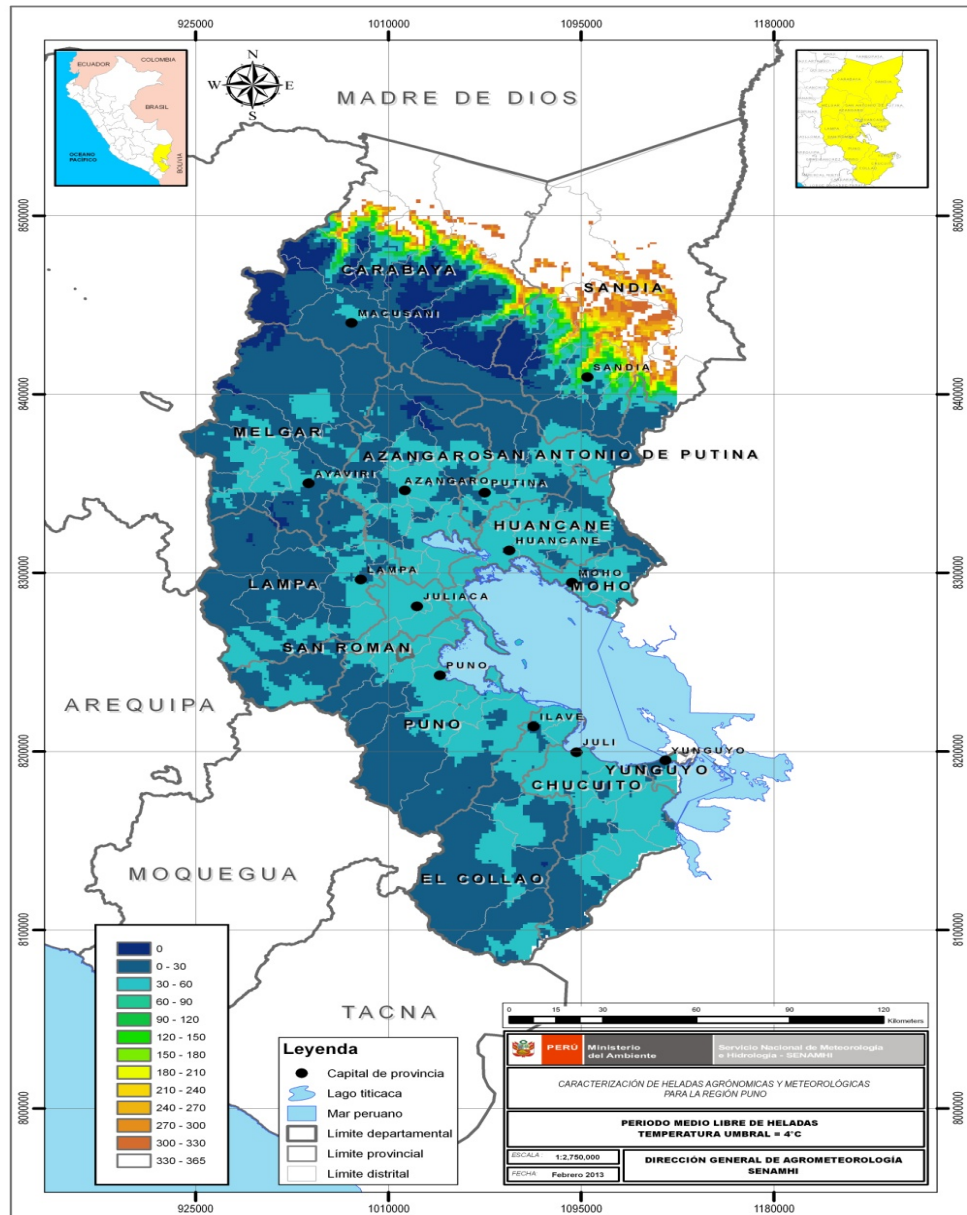 925000 1010000 1095000 1180000
ECUADOR
COLOMBIA
BRASIL
BOLIVIA
OCEANO
PACÍFICO
N
W E
S
MADRE DE DIOS
8500000 8500000
8400000 8400000
8300000 8300000
8200000 8200000
8100000 8100000
8000000 8000000
CARABAYA
MACUSANI
SANDIA
SANDIA
MELGAR
AYAVIRI
AZANGARO
AZANGARO
SAN ANTONIO DE PUTINA
PUTINA
HUANCANE
HUANCANE
MOHO
MOHO
LAMPA
LAMPA
JULIACA
SAN ROMAN
PUNO
PUNO
ILAVE
JULI
YUNGUYO
YUNGUYO
CHUCUITO
EL COLLAO
AREQUIPA
MOQUEGUA
TACNA
0
0 - 30
30 - 60
60 - 90
90 - 120
120 - 150
150 - 180
180 - 210
210 - 240
240 - 270
270 - 300
300 - 330
330 - 365
Leyenda
Capital de provincia
Lago titicaca
Mar peruano
Límite departamental
Límite provincial
Límite distrital
0 15 30 60 90 120
Kilometers
PERÚ
Ministerio
del Ambiente
Servicio Nacional de Meteorología
e Hidrología - SENAMHI
CARACTERIZACIÓN DE HELADAS AGRÓNOMICAS Y METEOROLÓGICAS
PARA LA REGIÓN PUNO
PERIODO MEDIO LIBRE DE HELADAS
TEMPERATURA UMBRAL = 4°C
ESCALA : 1:2,750,000
FECHA: Febrero 2013
DIRECCIÓN GENERAL DE AGROMETEOROLOGÍA
SENAMHI
925000 1010000 1095000 1180000